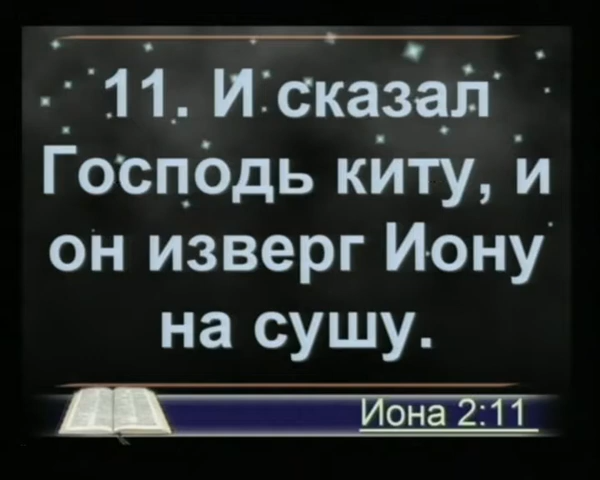 11. И сказал
Господь киту, и
он изверг Иону
на сушу.
Иона 2:11